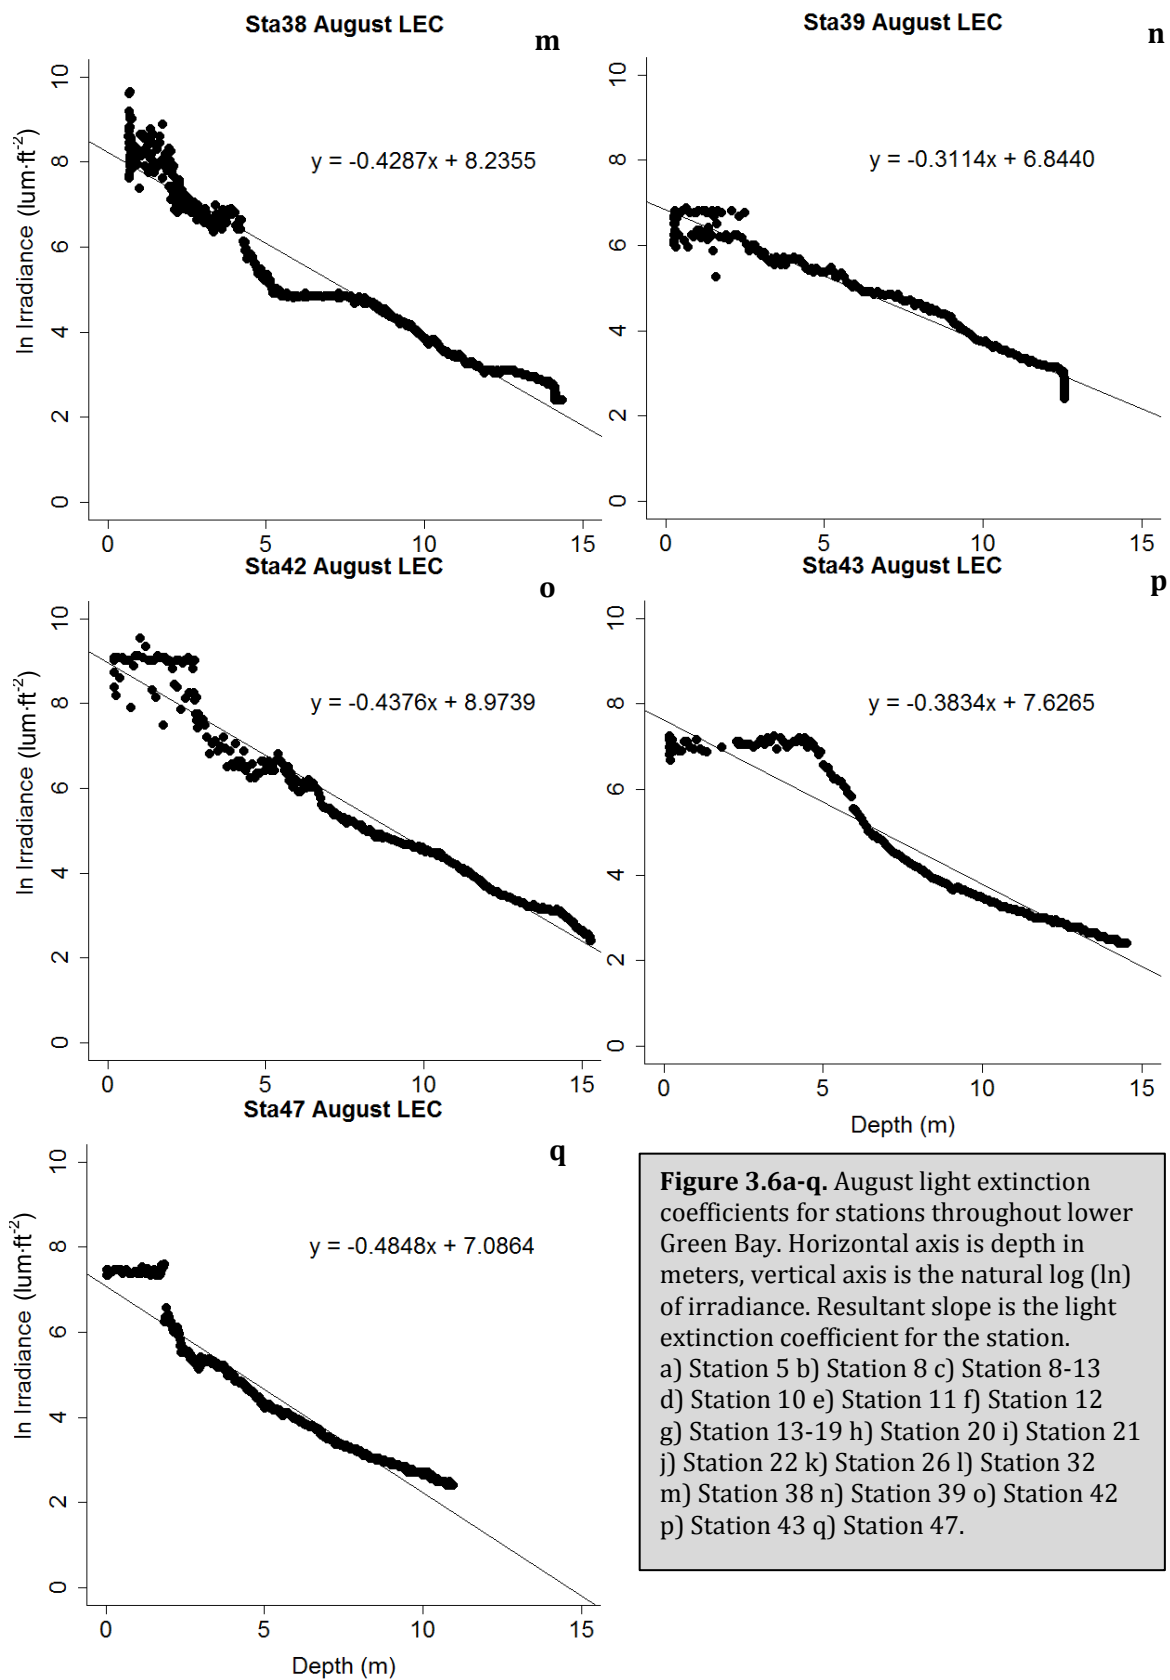 Sta38 August LEC
m
ln Irradiance (lum·ft-2)
10
8
6
4
2
0
y = -0.4287x + 8.2355
0 5 10 15
Sta39 August LEC
n
10
8
6
4
2
0
y = -0.3114x + 6.8440
0 5 10 15
Sta42 August LEC
o
ln Irradiance (lum·ft-2)
10
8
6
4
2
0
y = -0.4376x + 8.9739
0 5 10 15
Sta43 August LEC
p
10
8
6
4
2
0
y = -0.3834x + 7.6265
0 5 10 15
Depth (m)
Sta47 August LEC
q
ln Irradiance (lum·ft-2)
10
8
6
4
2
0
y = -0.4848x + 7.0864
0 5 10 15
Depth (m)
Figure 3.6a-q. August light extinction
coefficients for stations throughout lower
Green Bay. Horizontal axis is depth in
meters, vertical axis is the natural log (ln)
of irradiance. Resultant slope is the light
extinction coefficient for the station.
a) Station 5 b) Station 8 c) Station 8-13
d) Station 10 e) Station 11 f) Station 12
g) Station 13-19 h) Station 20 i) Station 21
j) Station 22 k) Station 26 l) Station 32
m) Station 38 n) Station 39 o) Station 42
p) Station 43 q) Station 47.